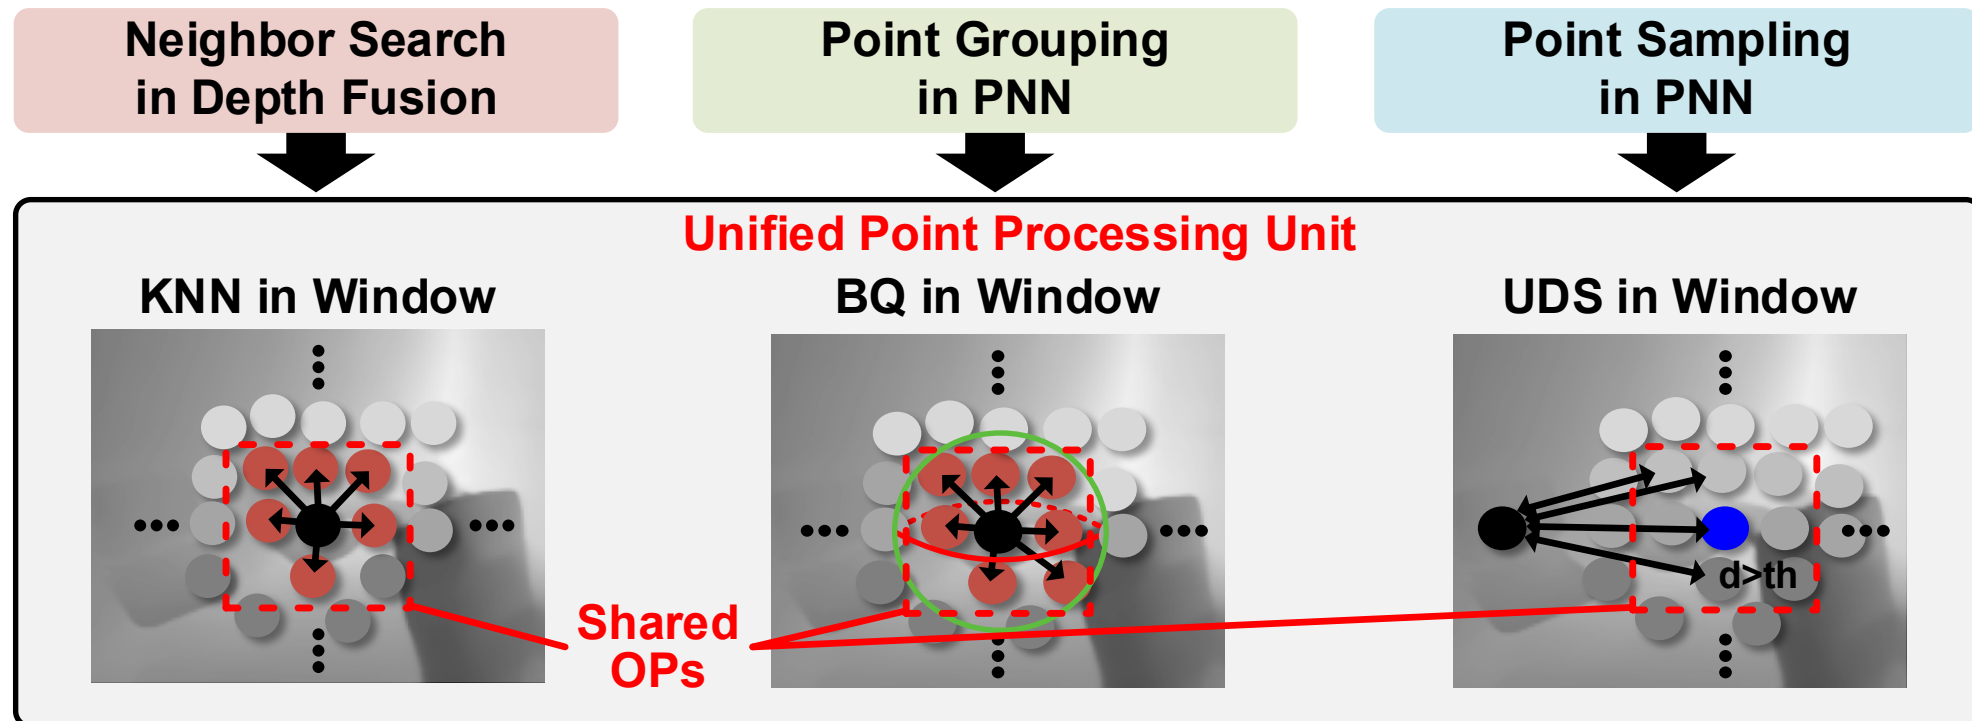 Neighbor Search
in Depth Fusion
Point Grouping
in PNN
Point Sampling
in PNN
Unified Point Processing Unit
KNN in Window
BQ in Window
UDS in Window
d>th
Shared
OPs